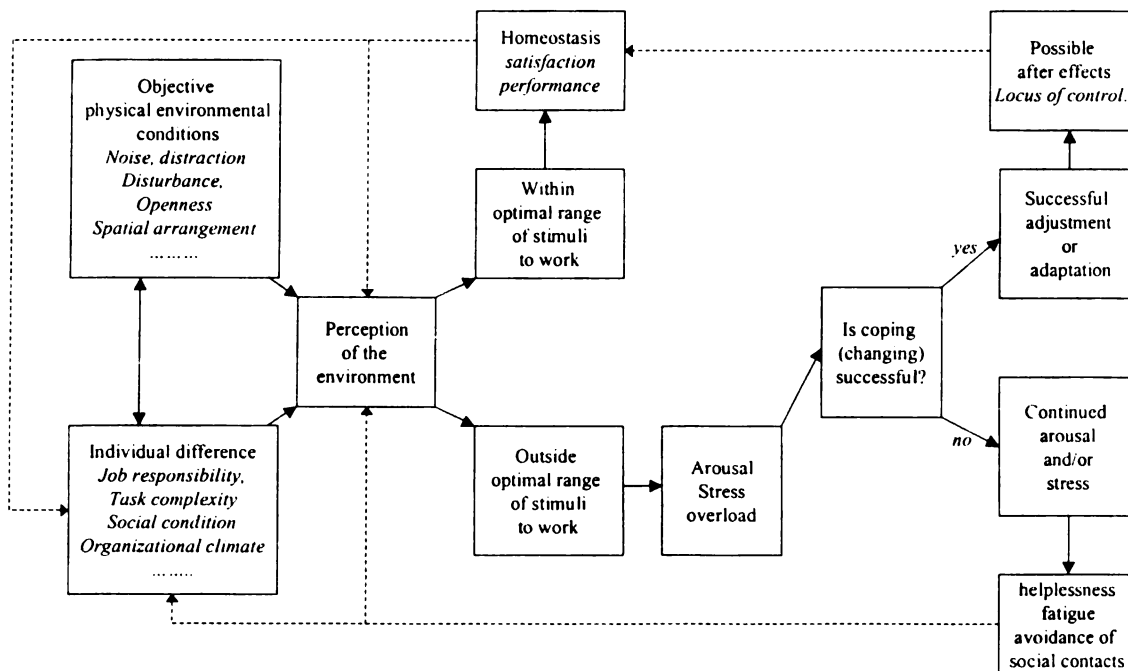 Objective
physical environmental
conditions
Noise, distraction
Disturbance,
Openness
Spatial arrangement
.........
Individual difference
Job responsibility,
Task complexity
Social condition
Organizational climate
........
Perception
of the
environment
Homeostasis
satisfaction
performance
Within
optimal range
of stimuli
to work
Outside
optimal range
of stimuli
to work
Arousal
Stress
overload
Is coping
(changing)
successful?
yes
no
Possible
after effects
Locus of control.
Successful
adjustment
or
adaptation
Continued
arousal
and/or
stress
helplessness
fatigue
avoidance of
social contacts